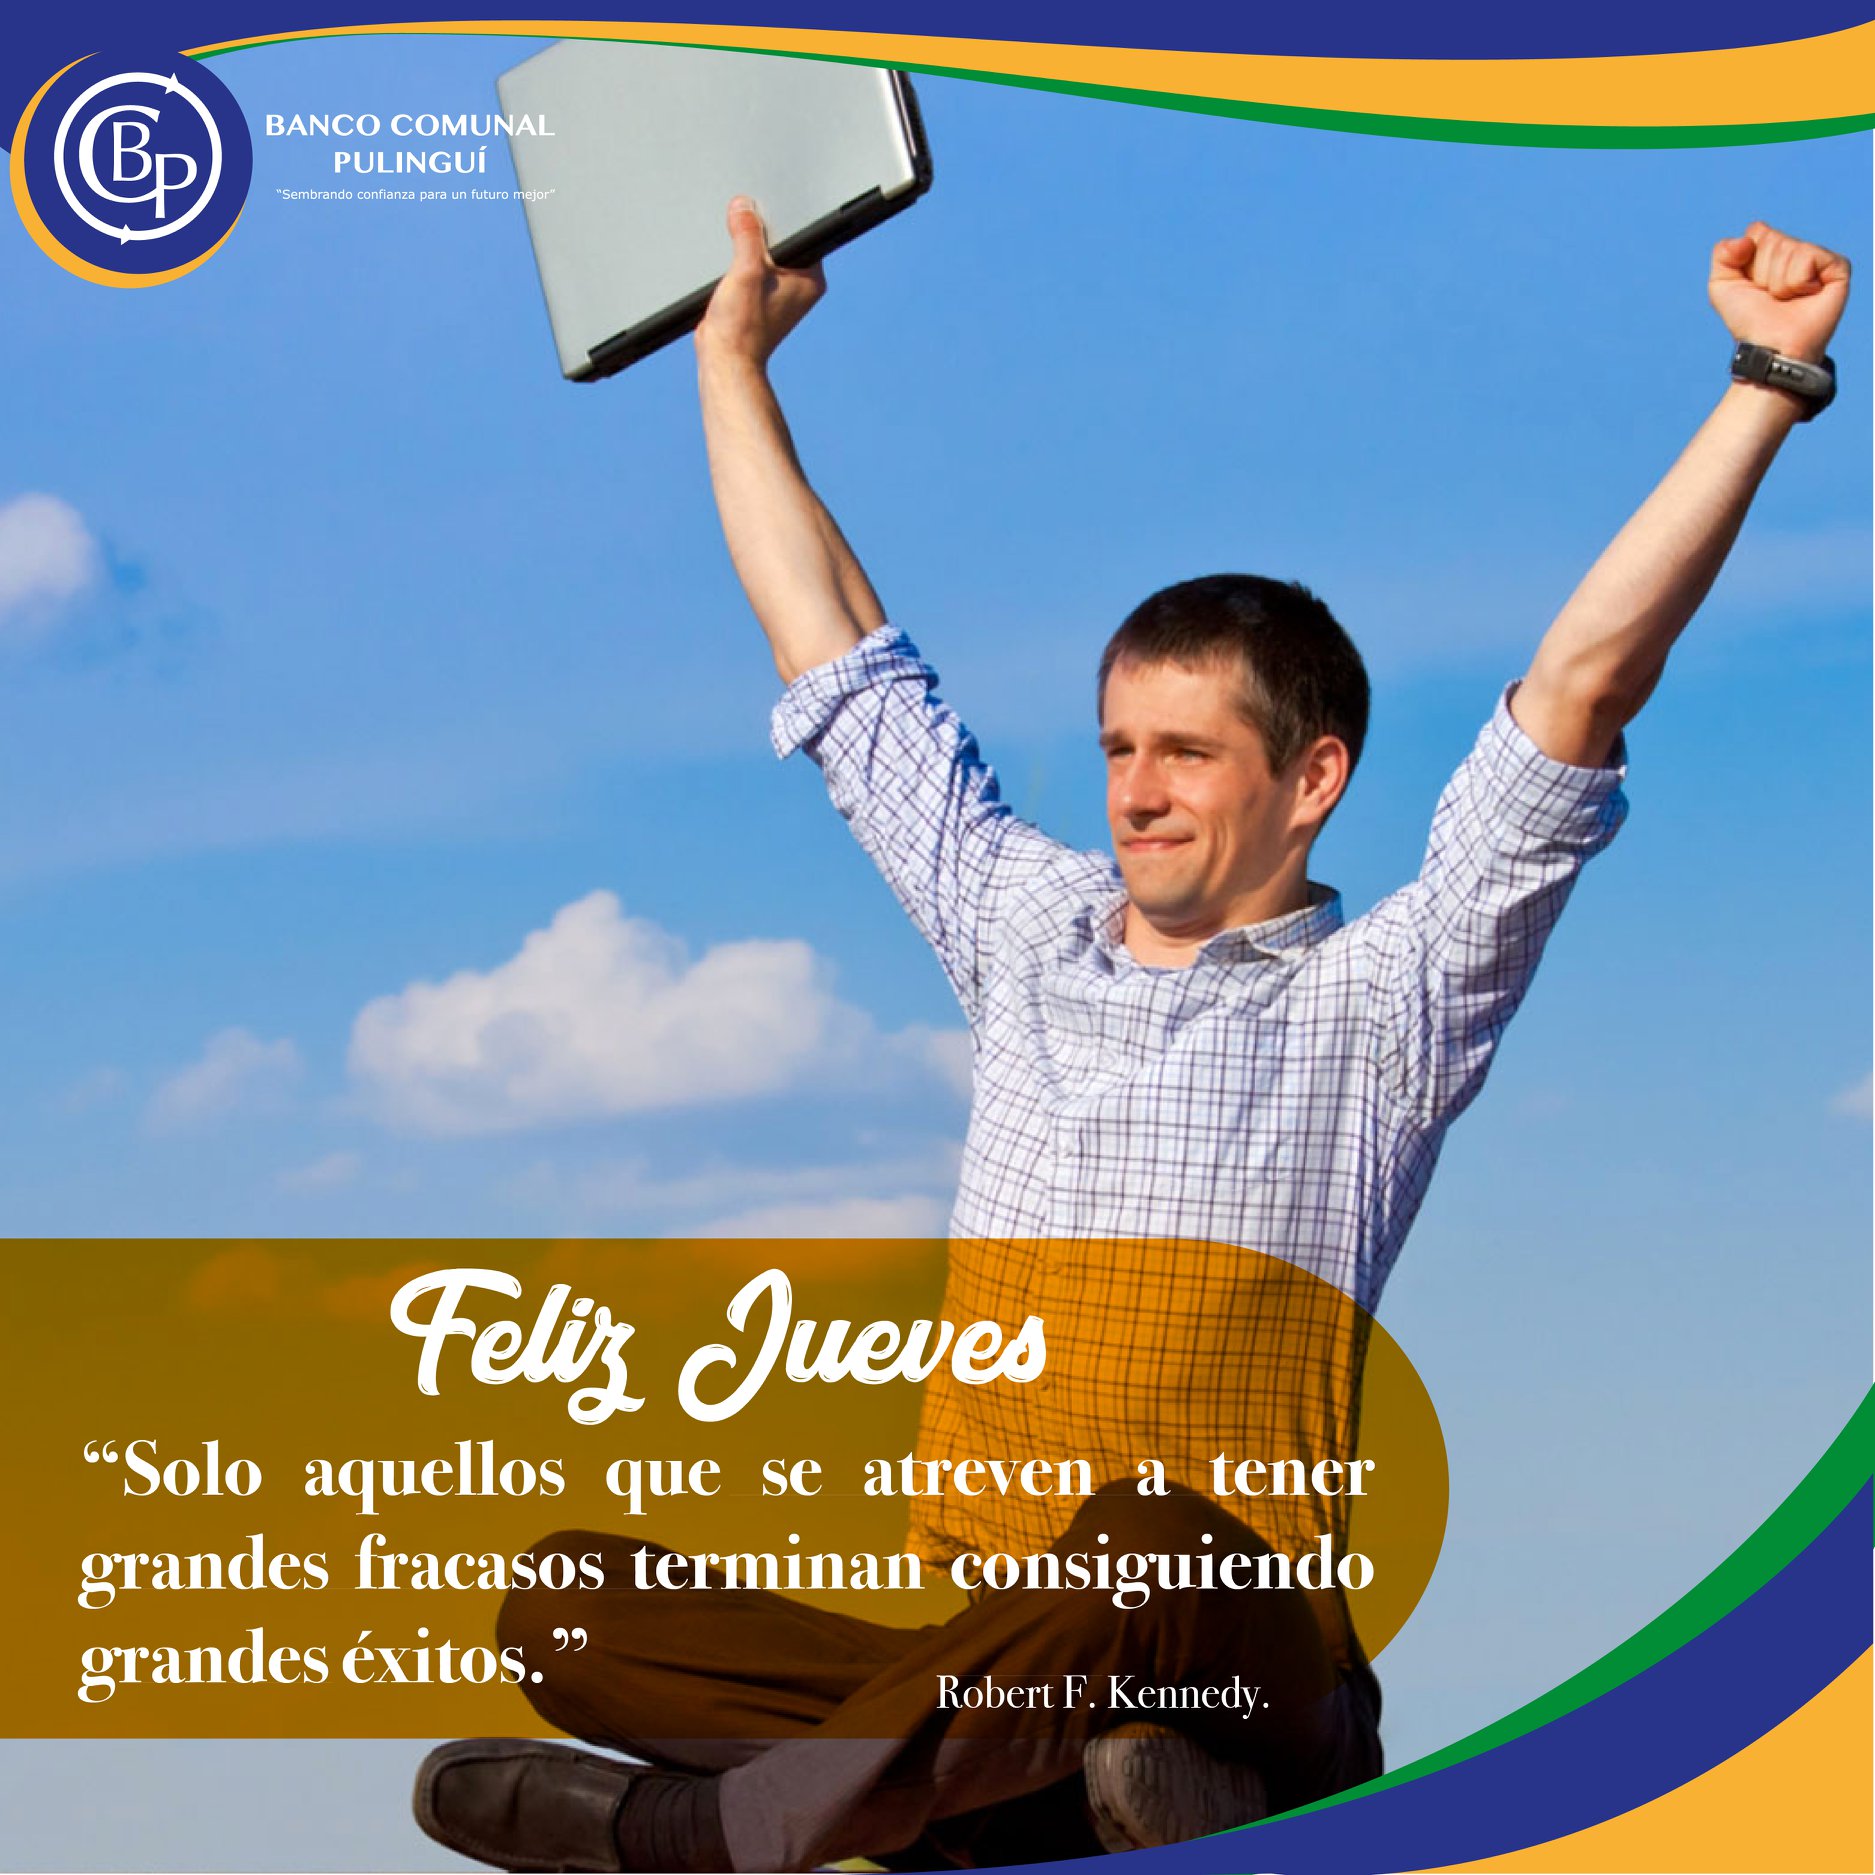 CBP
BANCO COMUNAL
PULINGUÍ
“Sembrando confianza para un futuro mejor”
Feliz Jueves
“Solo aquellos que se atreven a tener
grandes fracasos terminan consiguiendo
grandes éxitos.”
Robert F. Kennedy.